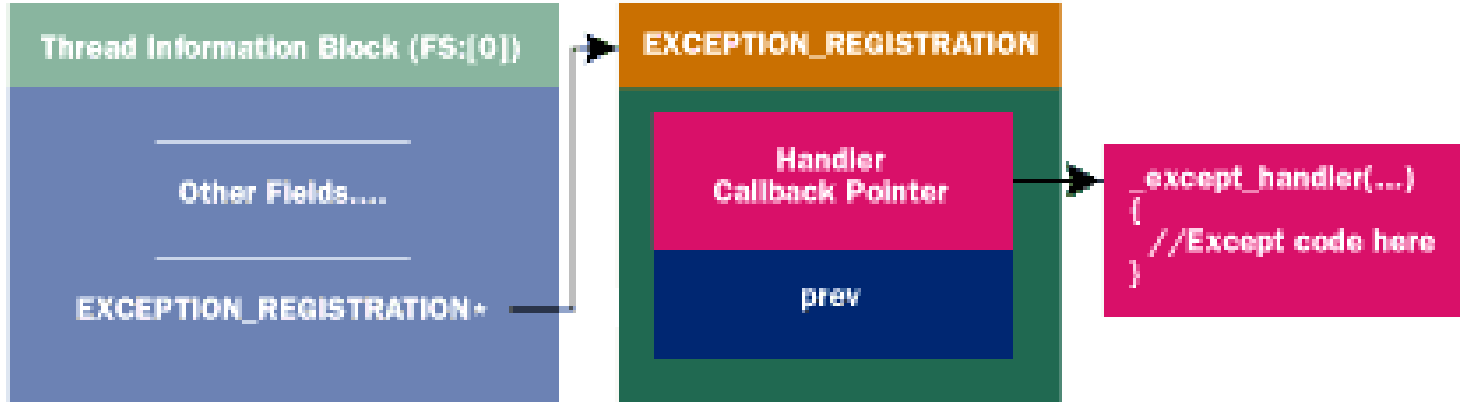 Thread Information Block (FS:[0])
Other Fields....
EXCEPTION_REGISTRATION*
EXCEPTION_REGISTRATION
Handler
Callback Pointer
prev
_except_handler(...)
{
//Except code here
}